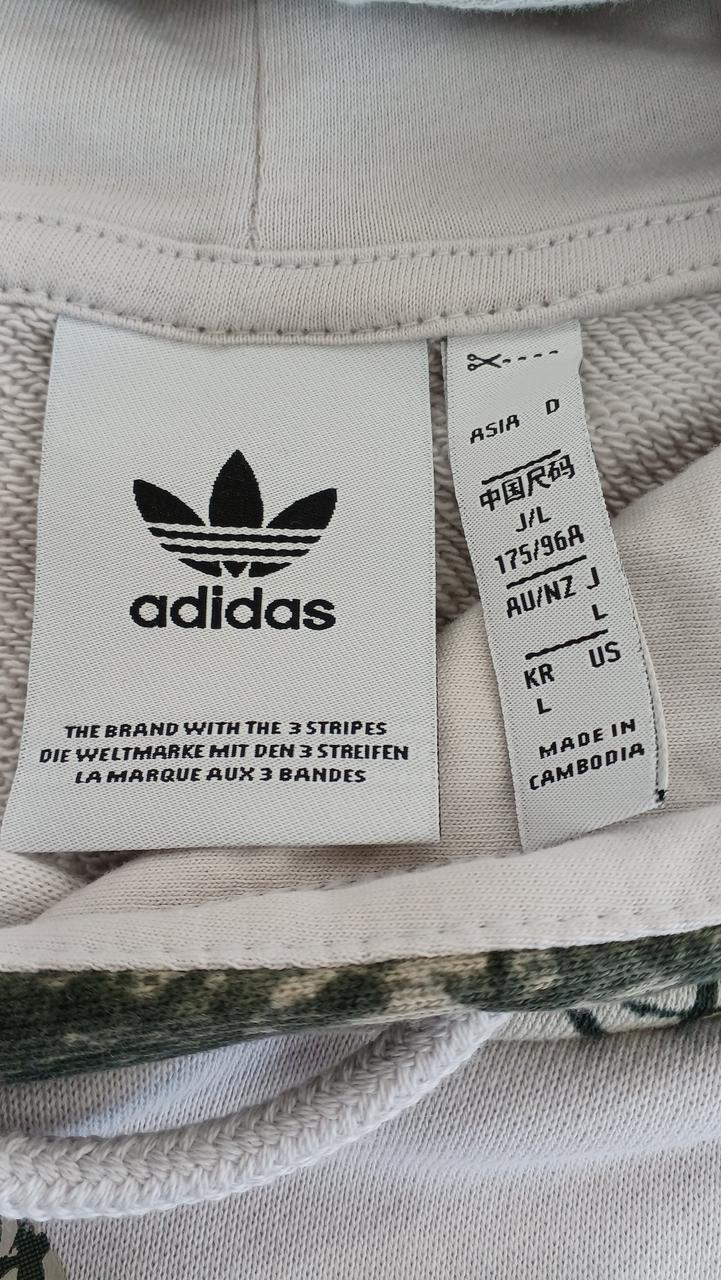 adidas
THE BRAND WITH THE 3 STRIPES
DIE WELTMARKE MIT DEN 3 STREIFEN
LA MARQUE AUX 3 BANDES
ASIA D
中国尺码
J/L
175/96A
AU/NZ J
L
KR US
L
MADE IN
CAMBODIA